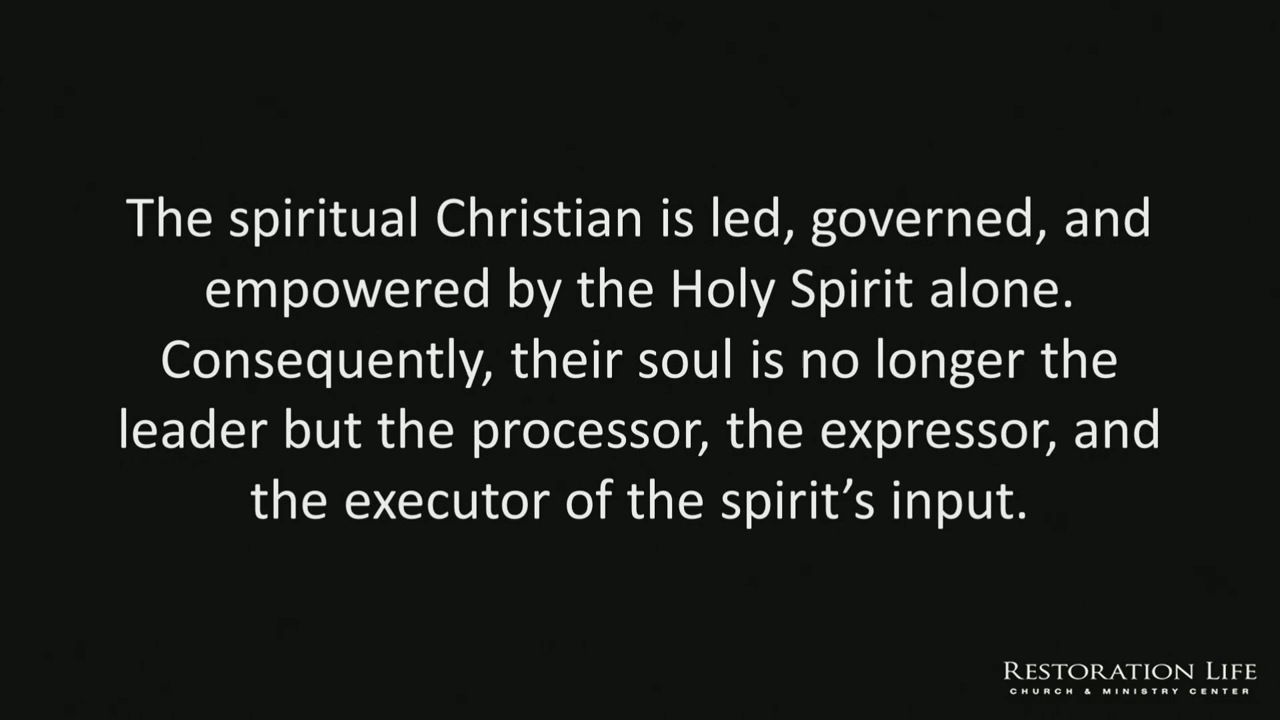 The spiritual Christian is led, governed, and
empowered by the Holy Spirit alone.
Consequently, their soul is no longer the
leader but the processor, the expressor, and
the executor of the spirit’s input.
RESTORATION LIFE
CHURCH & MINISTRY CENTER